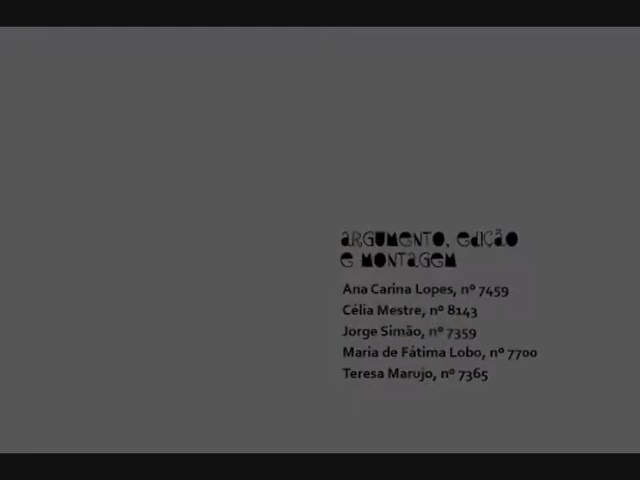 argumento, edição
e montagem
Ana Carina Lopes, nº 7459
Célia Mestre, nº 8143
Jorge Simão, nº 7359
Maria de Fátima Lobo, nº 7700
Teresa Marujo, nº 7365